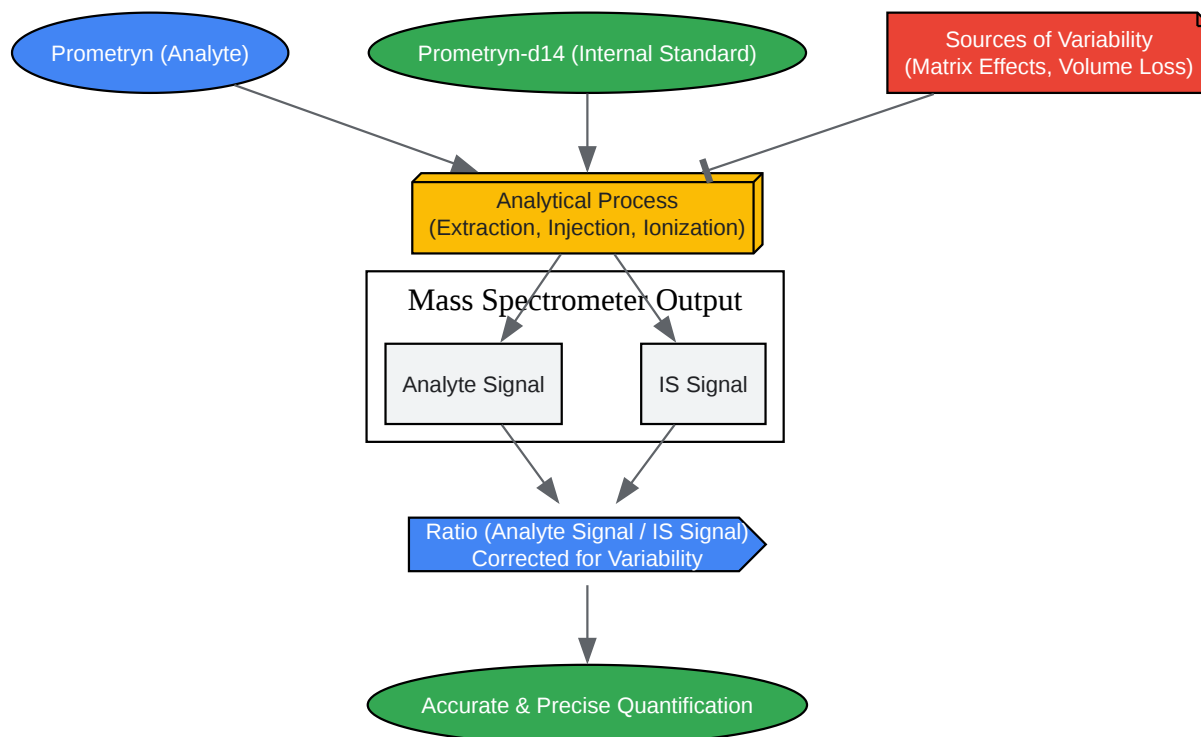 Prometryn (Analyte)
Prometryn-d14 (Internal Standard)
Sources of Variability
(Matrix Effects, Volume Loss)
Analytical Process
(Extraction, Injection, Ionization)
Mass Spectrometer Output
Analyte Signal
IS Signal
Ratio (Analyte Signal / IS Signal)
Corrected for Variability
Accurate & Precise Quantification